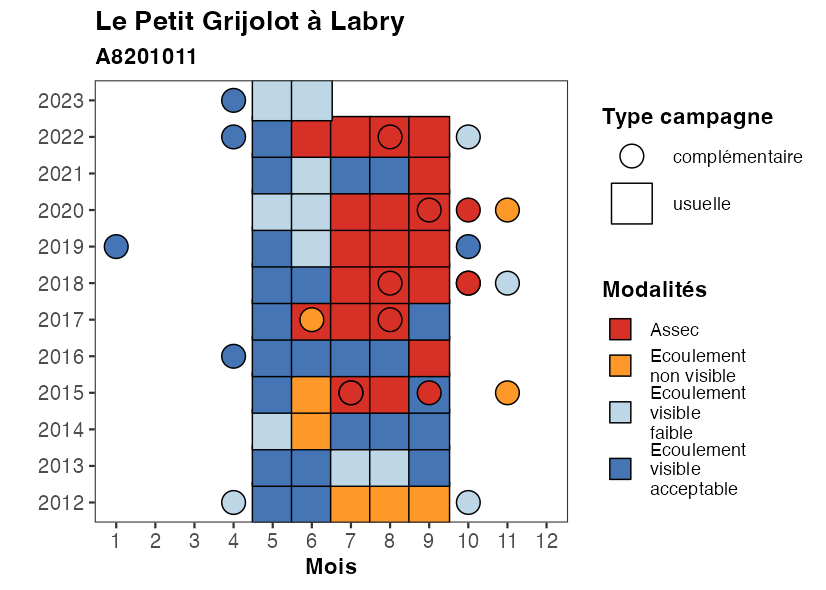 Le Petit Grijolot à Labry
A8201011
2023
2022
2021
2020
2019
2018
2017
2016
2015
2014
2013
2012
1 2 3 4 5 6 7 8 9 10 11 12
Mois
Type campagne
complémentaire
usuelle
Modalités
Assec
Ecoulement
non visible
Ecoulement
visible
faible
Ecoulement
visible
acceptable